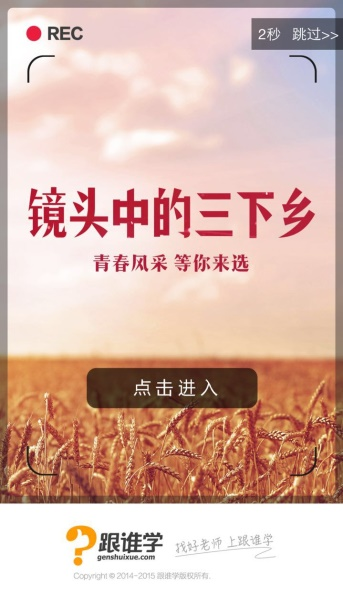 REC
2秒 跳过>>
镜头中的三下乡
青春风采 等你来选
点击进入
跟谁学
genshuixue.com
找好老师 上跟谁学
Copyright © 2014-2015 跟谁学版权所有.